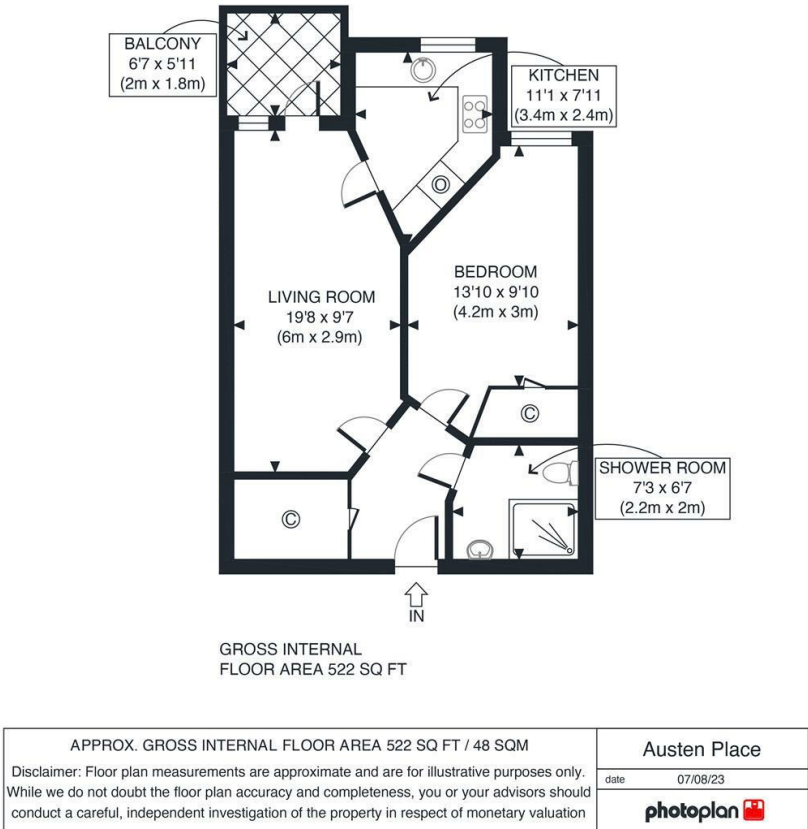 BALCONY
6'7 x 5'11
(2m x 1.8m)
KITCHEN
11'1 x 7'11
(3.4m x 2.4m)
O
BEDROOM
13'10 x 9'10
(4.2m x 3m)
LIVING ROOM
19'8 x 9'7
(6m x 2.9m)
C
SHOWER ROOM
7'3 x 6'7
(2.2m x 2m)
C
IN
GROSS INTERNAL
FLOOR AREA 522 SQ FT
APPROX. GROSS INTERNAL FLOOR AREA 522 SQ FT / 48 SQM
Disclaimer: Floor plan measurements are approximate and are for illustrative purposes only.
While we do not doubt the floor plan accuracy and completeness, you or your advisors should
conduct a careful, independent investigation of the property in respect of monetary valuation
Austen Place
date 07/08/23
photoplan